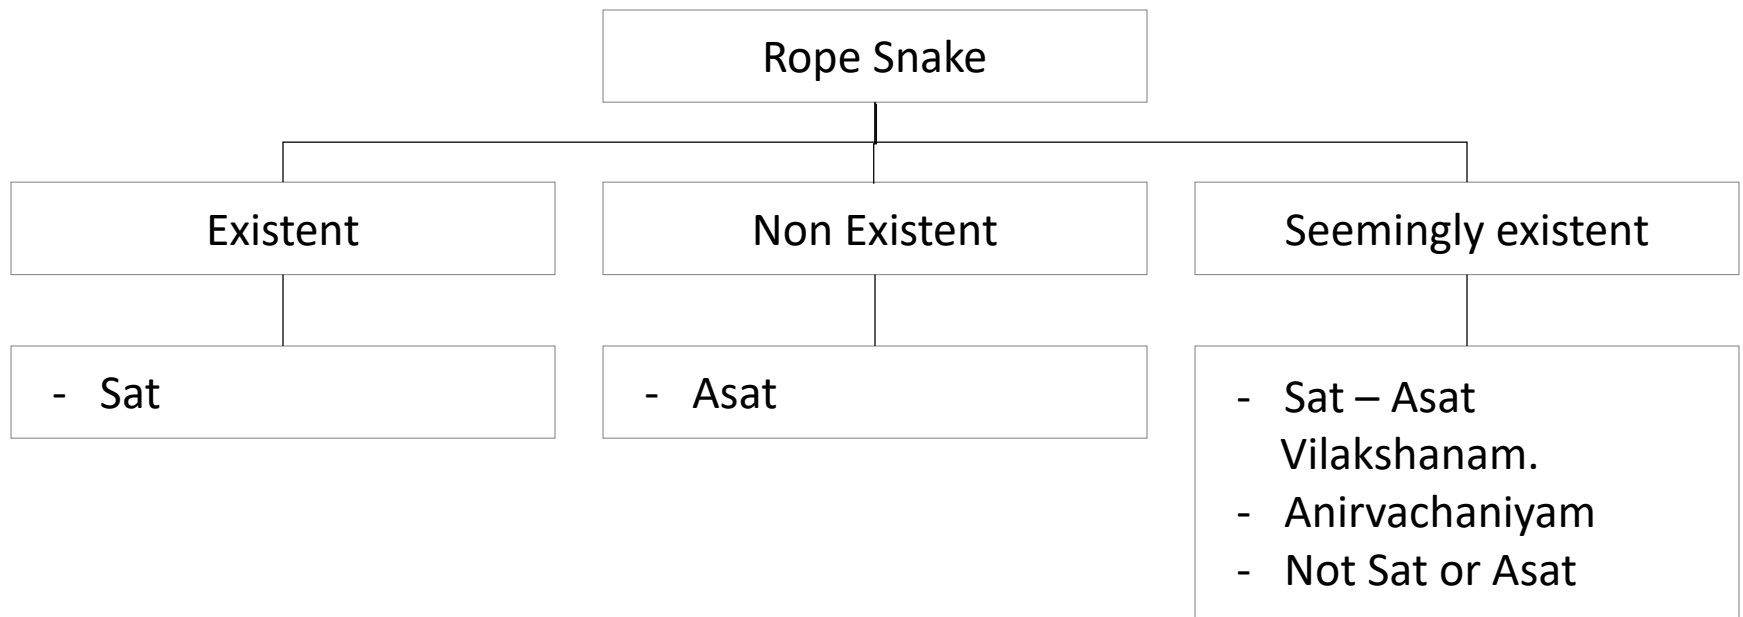 Rope Snake
Existent
Non Existent
Seemingly existent
- Sat
- Asat
- Sat – Asat
Vilakshanam.
- Anirvachaniyam
- Not Sat or Asat